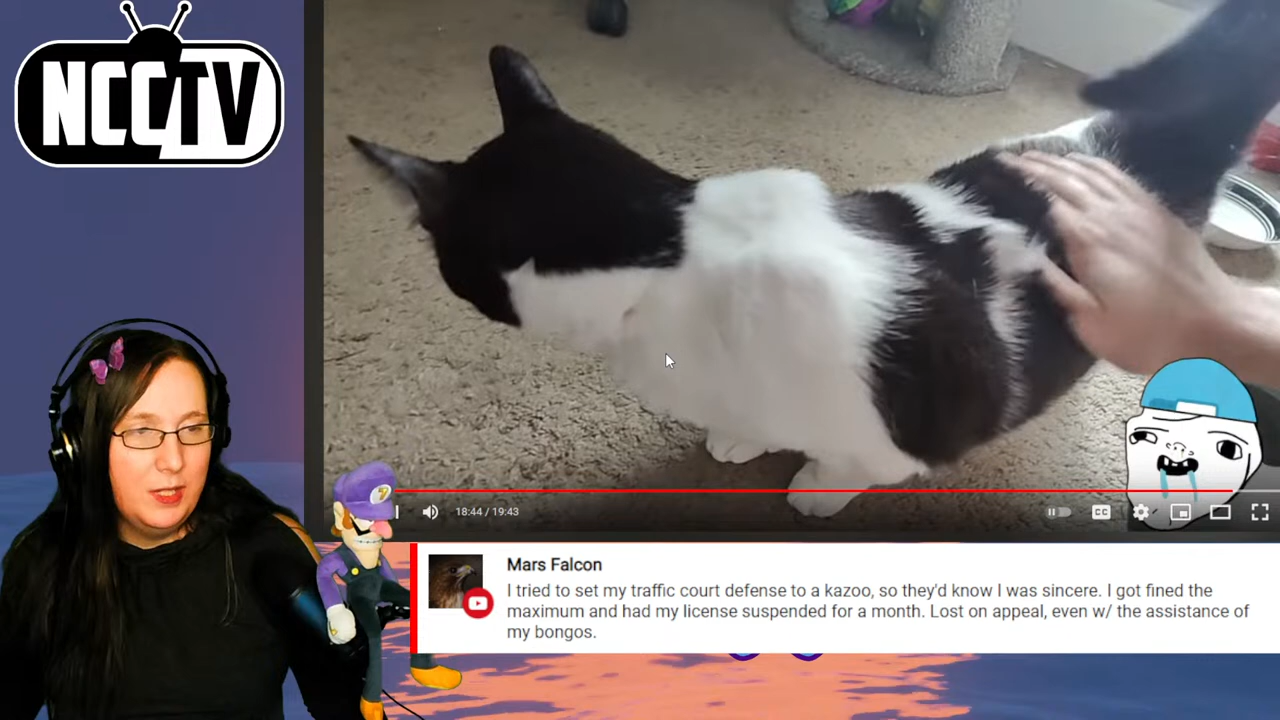 NCCTV
18:44 / 19:43
CC
Mars Falcon
I tried to set my traffic court defense to a kazoo, so they'd know I was sincere. I got fined the
maximum and had my license suspended for a month. Lost on appeal, even w/ the assistance of
my bongos.